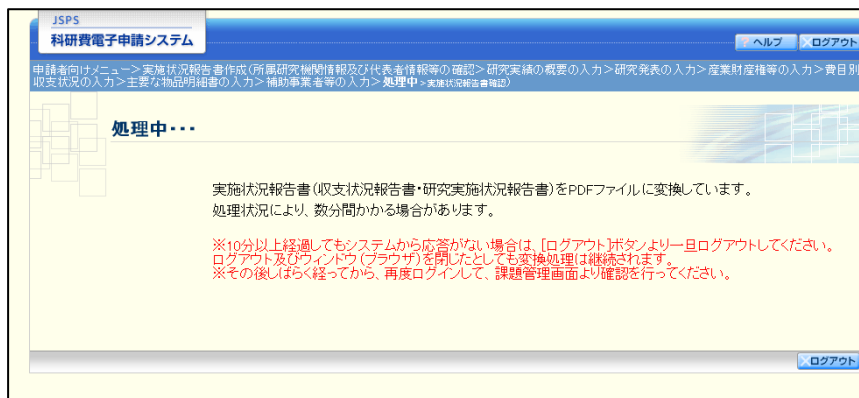 JSPS
科研費電子申請システム
ヘルプ
ログアウト
申請者向けメニュー＞実施状況報告書作成（所属研究機関情報及び代表者情報等の確認＞研究実績の概要の入力＞研究発表の入力＞産業財産権等の入力＞費目別
収支状況の入力＞主要な物品明細書の入力＞補助事業者等の入力＞処理中＞実施状況報告書確認）
処理中・・・
実施状況報告書（収支状況報告書・研究実施状況報告書）をPDFファイルに変換しています。
処理状況により、数分間かかる場合があります。
※10分以上経過してもシステムから応答がない場合は、［ログアウト］ボタンより一旦ログアウトしてください。
ログアウト及びウィンドウ（ブラウザ）を閉じたとしても変換処理は継続されます。
※その後しばらく経ってから、再度ログインして、課題管理画面より確認を行ってください。
ログアウト